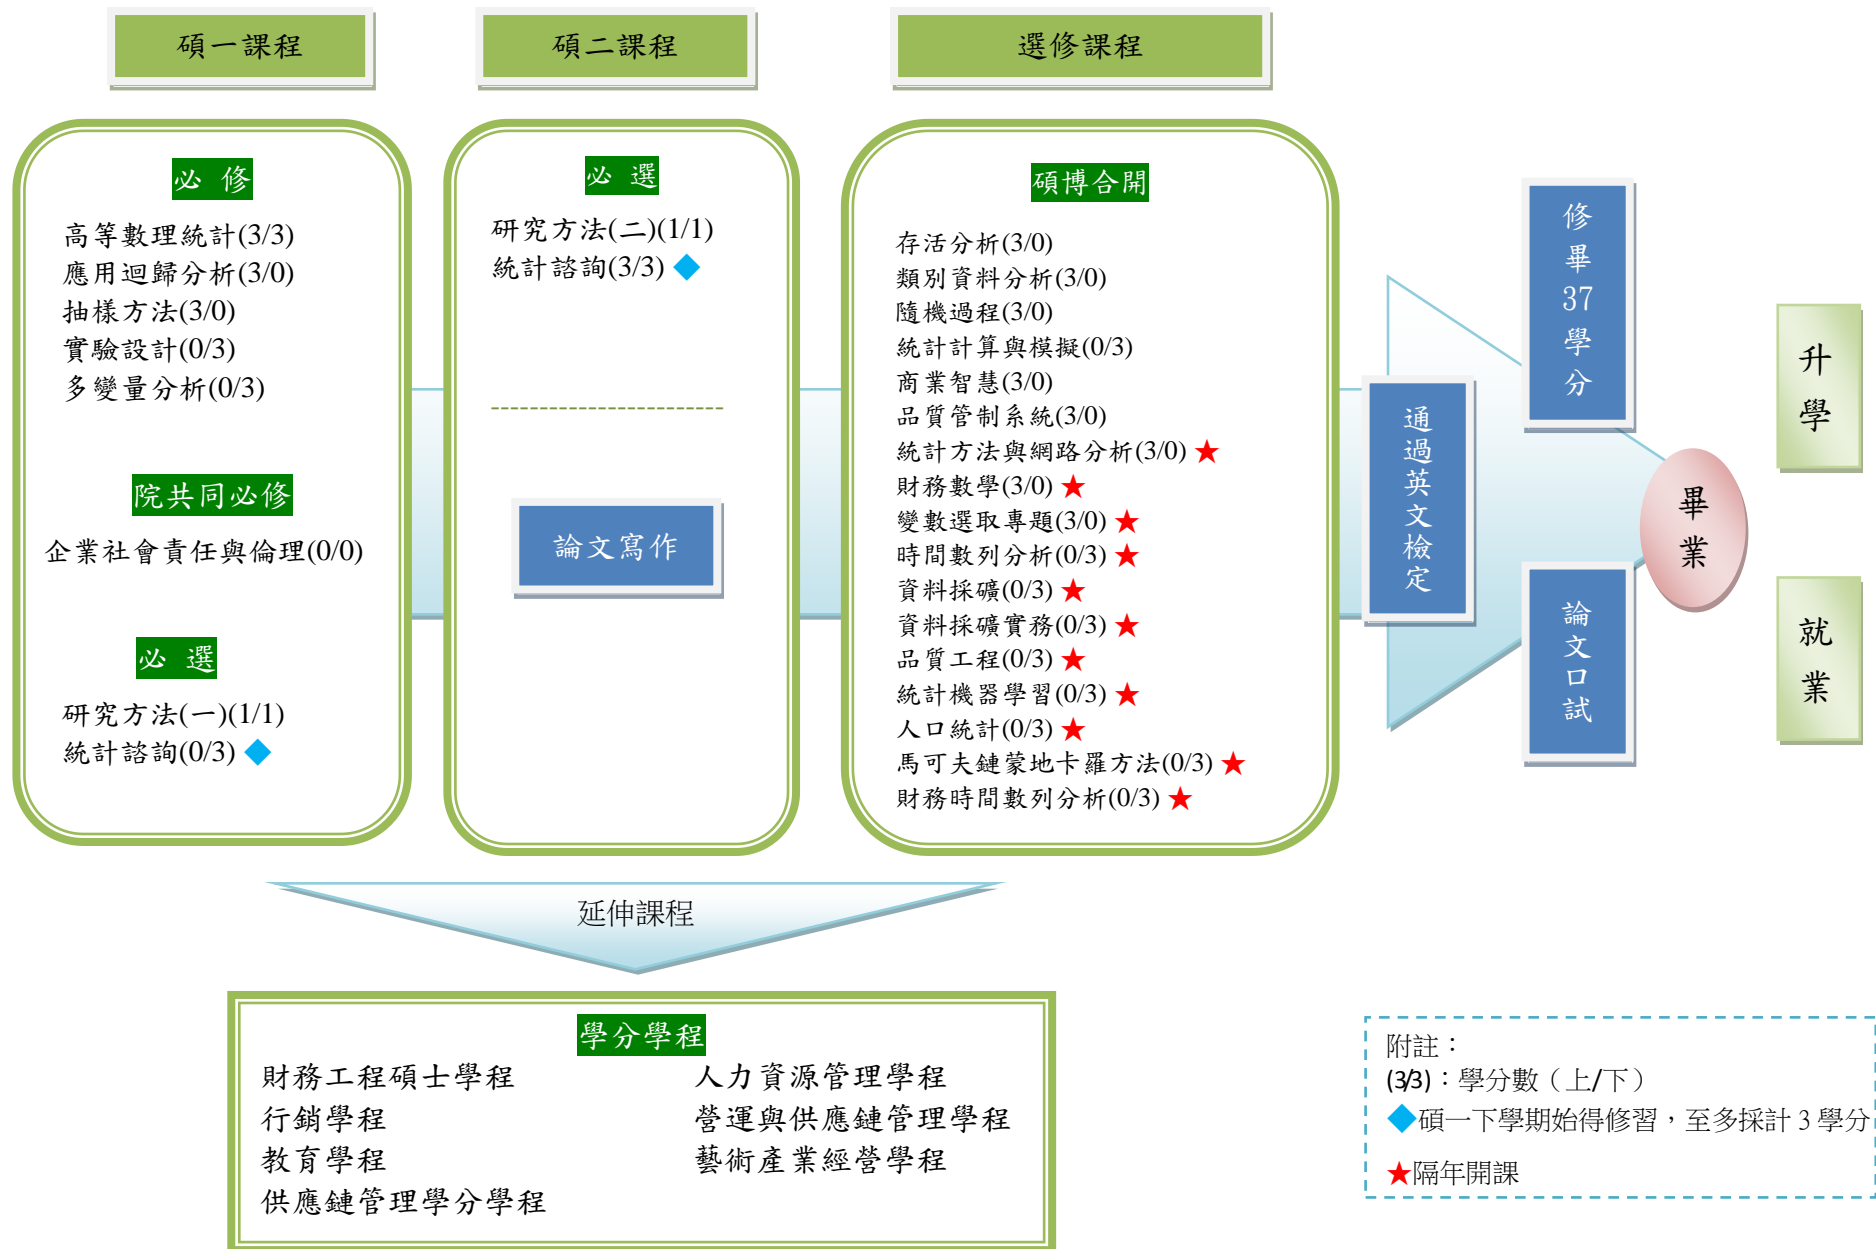 碩一課程
碩二課程
選修課程
必 修
高等數理統計(3/3)
應用迴歸分析(3/0)
抽樣方法(3/0)
實驗設計(0/3)
多變量分析(0/3)
院共同必修
企業社會責任與倫理(0/0)
必 選
研究方法(一)(1/1)
統計諮詢(0/3) ◆
必 選
研究方法(二)(1/1)
統計諮詢(3/3) ◆
論文寫作
碩博合開
存活分析(3/0)
類別資料分析(3/0)
隨機過程(3/0)
統計計算與模擬(0/3)
商業智慧(3/0)
品質管制系統(3/0)
統計方法與網路分析(3/0) ★
財務數學(3/0) ★
變數選取專題(3/0) ★
時間數列分析(0/3) ★
資料採礦(0/3) ★
資料採礦實務(0/3) ★
品質工程(0/3) ★
統計機器學習(0/3) ★
人口統計(0/3) ★
馬可夫鏈蒙地卡羅方法(0/3) ★
財務時間數列分析(0/3) ★
通過英文檢定
修畢37學分
論文口試
畢業
升學
就業
延伸課程
學分學程
財務工程碩士學程
行銷學程
教育學程
供應鏈管理學分學程
人力資源管理學程
營運與供應鏈管理學程
藝術產業經營學程
附註：
(3/3)：學分數（上/下）
◆碩一下學期始得修習，至多採計 3 學分
★隔年開課